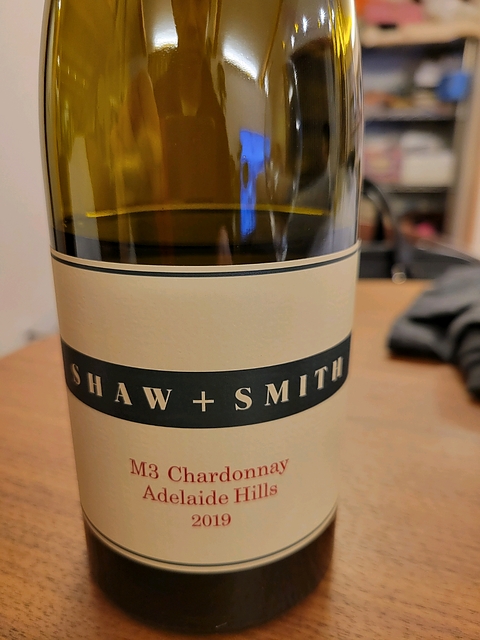 SHAW + SMITH
M3 Chardonnay
Adelaide Hills
2019